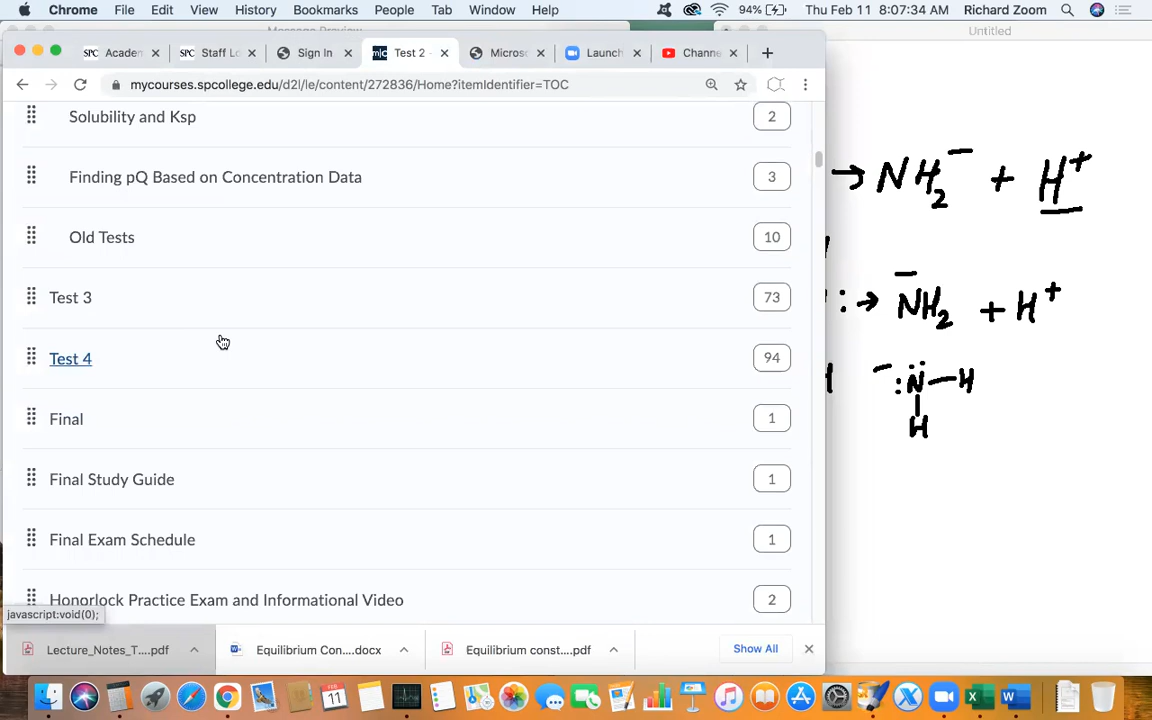 Chrome File Edit View History Bookmarks People Tab Window Help 94% Thu Feb 11 8:07:34 AM Richard Zoom
Untitled
SPC Academ SPC Staff Lo Sign In Test 2 - Micros Launch Channe
mycourses.spcollege.edu/d2l/le/content/272836/Home?itemIdentifier=TOC
Solubility and Ksp 2
Finding pQ Based on Concentration Data 3
Old Tests 10
Test 3 73
Test 4 94
Final 1
Final Study Guide 1
Final Exam Schedule 1
Honorlock Practice Exam and Informational Video 2
javascript:void(0);
Lecture_Notes_T....pdf Equilibrium Con....docx Equilibrium const....pdf Show All
→ NH₂⁻ + H⁺
: → ⁻NH₂ + H⁺
⁻:N̈—H
H
FEB
11